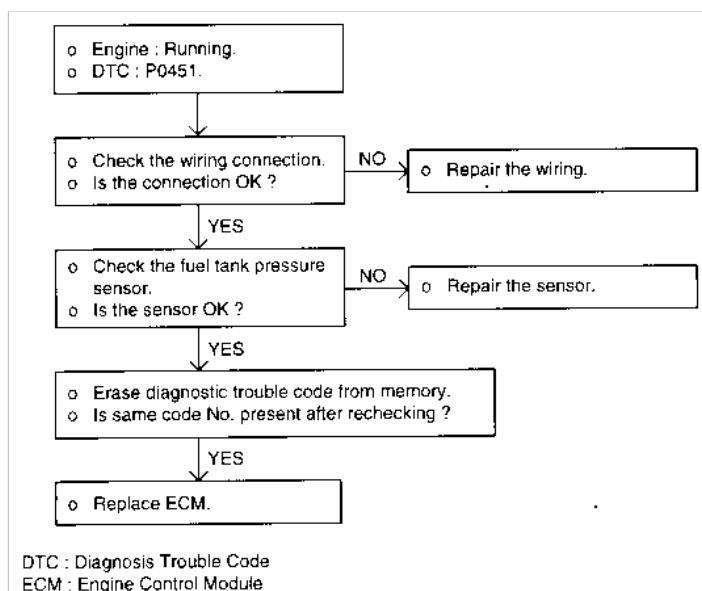 o Engine : Running.
o DTC : P0451.
o Check the wiring connection.
o Is the connection OK ?
NO
o Repair the wiring.
YES
o Check the fuel tank pressure
sensor.
o Is the sensor OK ?
NO
o Repair the sensor.
YES
o Erase diagnostic trouble code from memory.
o Is same code No. present after rechecking ?
YES
o Replace ECM.
DTC : Diagnosis Trouble Code
ECM : Engine Control Module